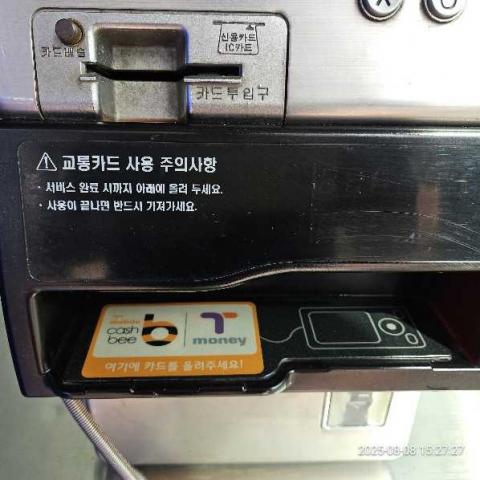 카드배출
신용카드
IC카드
카드투입구
교통카드 사용 주의사항
· 서비스 완료 시까지 아래에 올려 두세요.
· 사용이 끝나면 반드시 가져가세요.
cash
bee
b
T
money
여기에 카드를 올려주세요!
2025-08-08 15:27:27